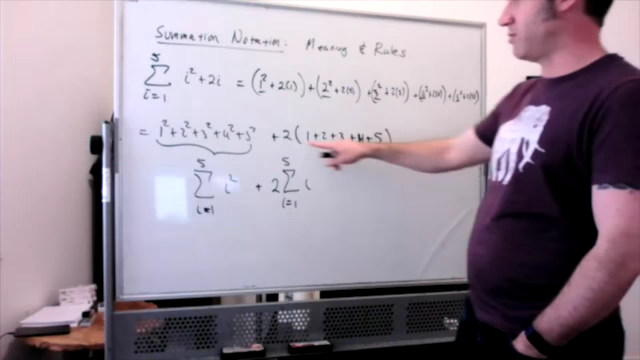 Summation Notation: Meaning & Rules
5 ∑ i=1 i² + 2i = (1² + 2(1)) + (2² + 2(2)) + (3² + 2(3)) + (4² + 2(4)) + (5² + 2(5))
= 1² + 2² + 3² + 4² + 5² + 2(1 + 2 + 3 + 4 + 5)
5 ∑ i=1 i² + 2 5 ∑ i=1 i